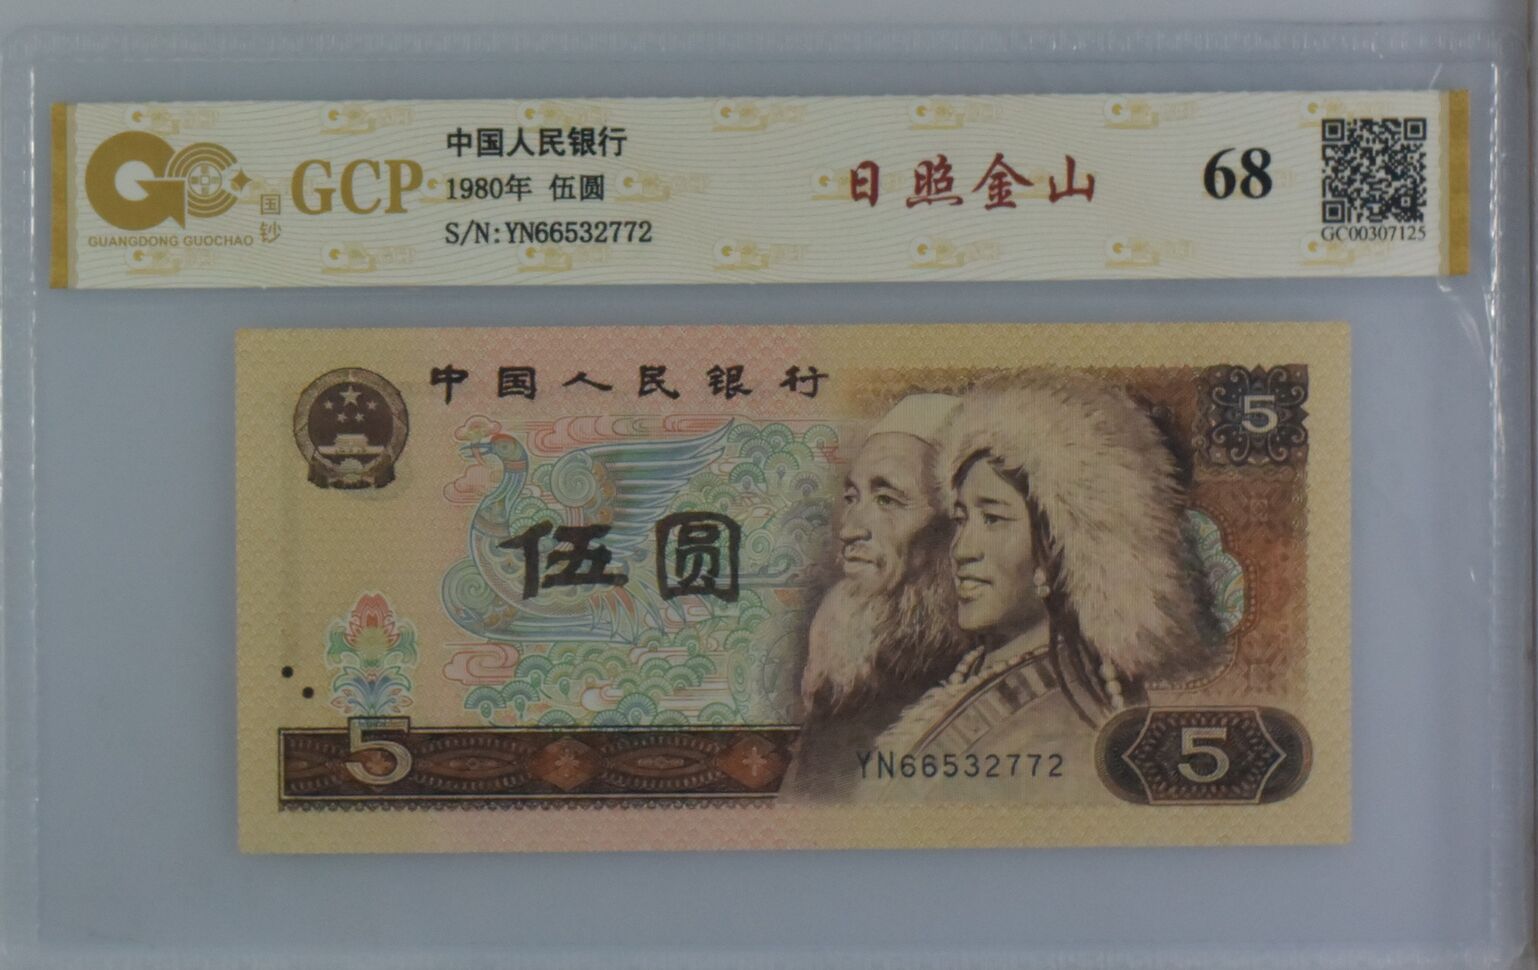 GCP
国钞
GUANGDONG GUOCHAO
中国人民银行
1980年 伍圆
S/N:YN66532772
日照金山
68
GC00307125
中国人民银行
5
伍圆
5
YN66532772
5